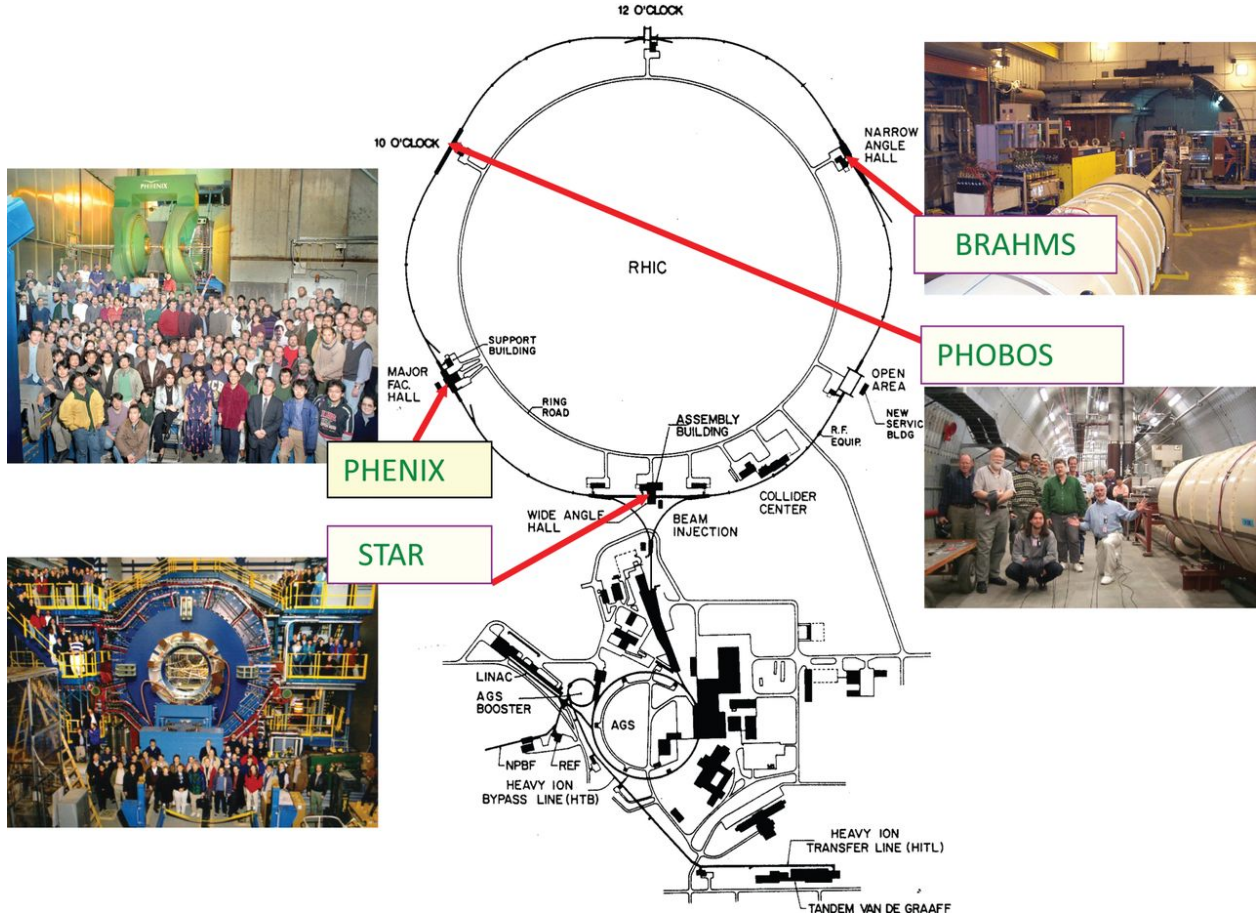 12 O'CLOCK
10 O'CLOCK
NARROW
ANGLE
HALL
PHOENIX
BRAHMS
RHIC
PHOBOS
SUPPORT
BUILDING
MAJOR
FAC.
HALL
OPEN
AREA
RING
ROAD
ASSEMBLY
BUILDING
NEW
SERVIC
BLDG
R.F.
EQUIP.
PHENIX
COLLIDER
CENTER
WIDE ANGLE
HALL
BEAM
INJECTION
STAR
LINAC
AGS
BOOSTER
AGS
NPBF
REF
HEAVY ION
BYPASS LINE (HTB)
HEAVY ION
TRANSFER LINE (HITL)
TANDEM VAN DE GRAAFF